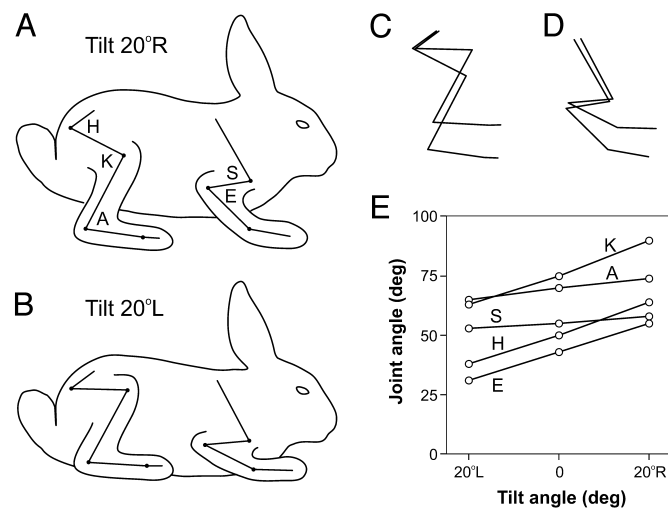 A
Tilt 20°R
H
K
S
E
A
B
Tilt 20°L
C
D
E
100
75
50
25
0
Joint angle (deg)
K
A
S
H
E
20°L
0
20°R
Tilt angle (deg)